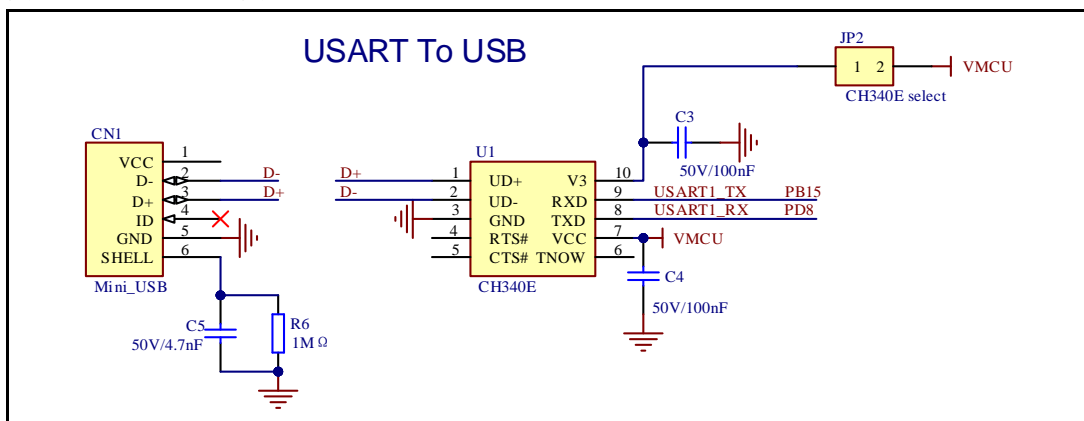 USART To USB
JP2
1 2
VMCU
CH340E select
C3
50V/100nF
CN1
VCC 1
D- 2 D-
D+ 3 D+
ID 4
GND 5
SHELL 6
Mini_USB
U1
D+ 1 UD+ V3 10
D- 2 UD- RXD 9 USART1_TX PB15
3 GND TXD 8 USART1_RX PD8
4 RTS# VCC 7 VMCU
5 CTS# TNOW 6
CH340E
C4
50V/100nF
C5
50V/4.7nF
R6
1MΩ